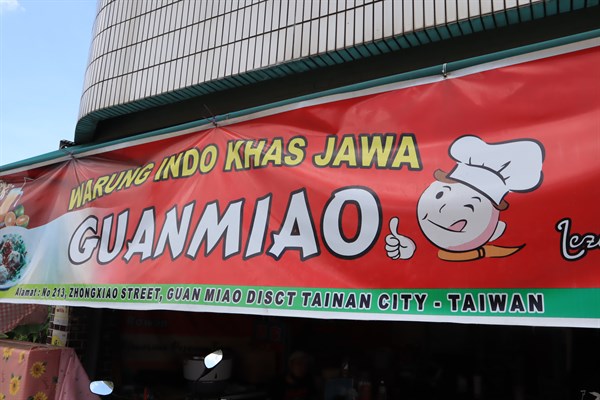 WARUNG INDO KHAS JAWA
GUANMIAO
Alamat : No 213, ZHONGXIAO STREET, GUAN MIAO DISCT TAINAN CITY - TAIWAN